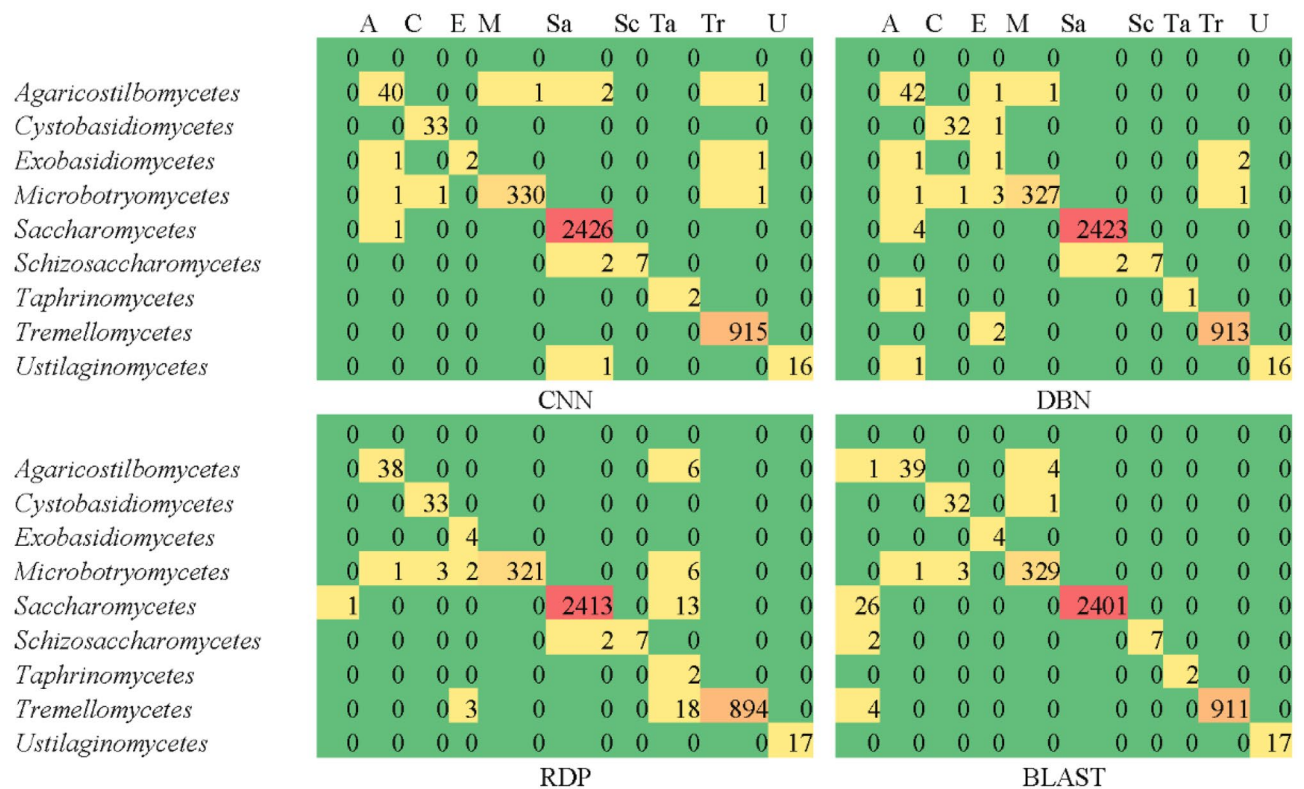 A C E M Sa Sc Ta Tr U A C E M Sa Sc Ta Tr U
0 0 0 0 0 0 0 0 0 0 0 0 0 0 0 0 0 0 0 0
Agaricostilbomycetes 0 40 0 0 1 2 0 0 1 0 0 42 0 1 1 0 0 0 0 0
Cystobasidiomycetes 0 0 33 0 0 0 0 0 0 0 0 0 32 1 0 0 0 0 0 0
Exobasidiomycetes 0 1 0 2 0 0 0 0 1 0 0 1 0 1 0 0 0 0 2 0
Microbotryomycetes 0 1 1 0 330 0 0 0 1 0 0 1 1 3 327 0 0 0 1 0
Saccharomycetes 0 1 0 0 0 2426 0 0 0 0 0 4 0 0 0 2423 0 0 0 0
Schizosaccharomycetes 0 0 0 0 0 2 7 0 0 0 0 0 0 0 0 2 7 0 0 0
Taphrinomycetes 0 0 0 0 0 0 0 2 0 0 0 1 0 0 0 0 0 1 0 0
Tremellomycetes 0 0 0 0 0 0 0 0 915 0 0 0 0 2 0 0 0 0 913 0
Ustilaginomycetes 0 0 0 0 0 1 0 0 0 16 0 1 0 0 0 0 0 0 0 16
CNN DBN
0 0 0 0 0 0 0 0 0 0 0 0 0 0 0 0 0 0 0 0
Agaricostilbomycetes 0 38 0 0 0 0 0 6 0 0 1 39 0 0 4 0 0 0 0 0
Cystobasidiomycetes 0 0 33 0 0 0 0 0 0 0 0 0 32 0 1 0 0 0 0 0
Exobasidiomycetes 0 0 0 4 0 0 0 0 0 0 0 0 0 4 0 0 0 0 0 0
Microbotryomycetes 0 1 3 2 321 0 0 6 0 0 0 1 3 0 329 0 0 0 0 0
Saccharomycetes 1 0 0 0 0 2413 0 13 0 0 26 0 0 0 0 2401 0 0 0 0
Schizosaccharomycetes 0 0 0 0 0 2 7 0 0 0 2 0 0 0 0 0 7 0 0 0
Taphrinomycetes 0 0 0 0 0 0 0 2 0 0 0 0 0 0 0 0 0 2 0 0
Tremellomycetes 0 0 0 3 0 0 0 18 894 0 4 0 0 0 0 0 0 0 911 0
Ustilaginomycetes 0 0 0 0 0 0 0 0 0 17 0 0 0 0 0 0 0 0 0 17
RDP BLAST